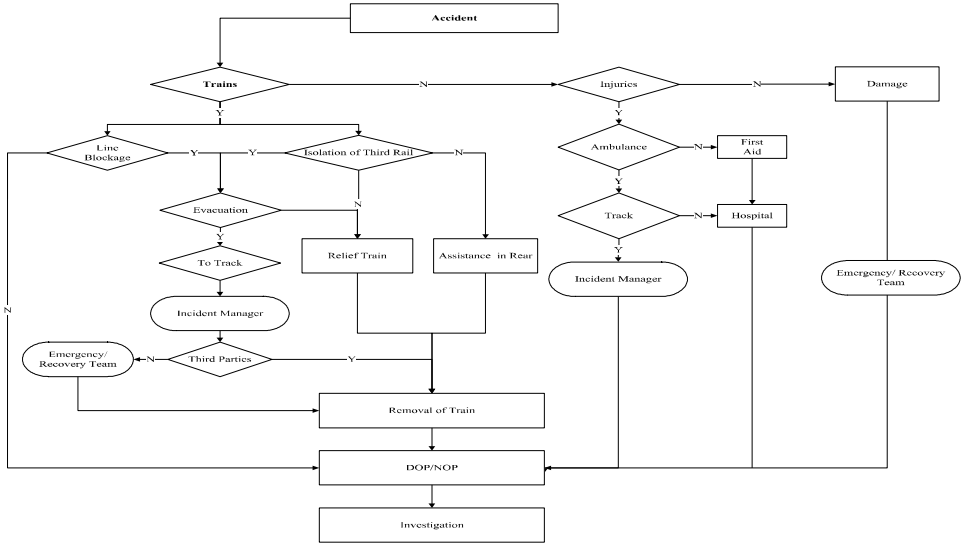 Accident
Trains
N
Injuries
N
Damage
Y
Y
Line
Blockage
Y
Y
Isolation of Third Rail
N
Ambulance
N
First
Aid
N
Y
Evacuation
Track
N
Hospital
Y
Y
To Track
Relief Train
Assistance in Rear
Incident Manager
Emergency/ Recovery
Team
N
Incident Manager
Emergency/
Recovery Team
N
Third Parties
Y
Removal of Train
DOP/NOP
Investigation